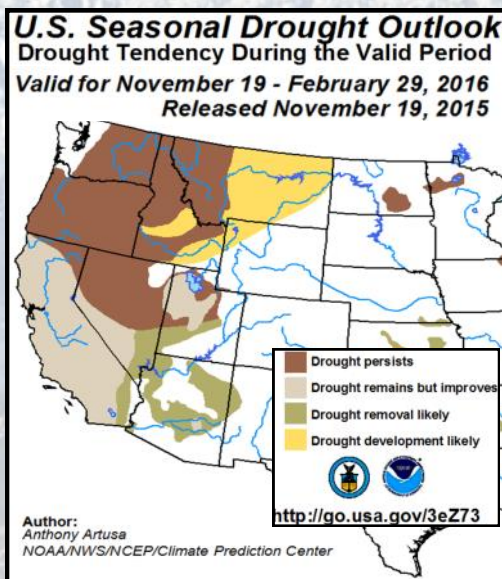 U.S. Seasonal Drought Outlook
Drought Tendency During the Valid Period
Valid for November 19 - February 29, 2016
Released November 19, 2015
Drought persists
Drought remains but improves
Drought removal likely
Drought development likely
http://go.usa.gov/3eZ73
Author:
Anthony Artusa
NOAA/NWS/NCEP/Climate Prediction Center